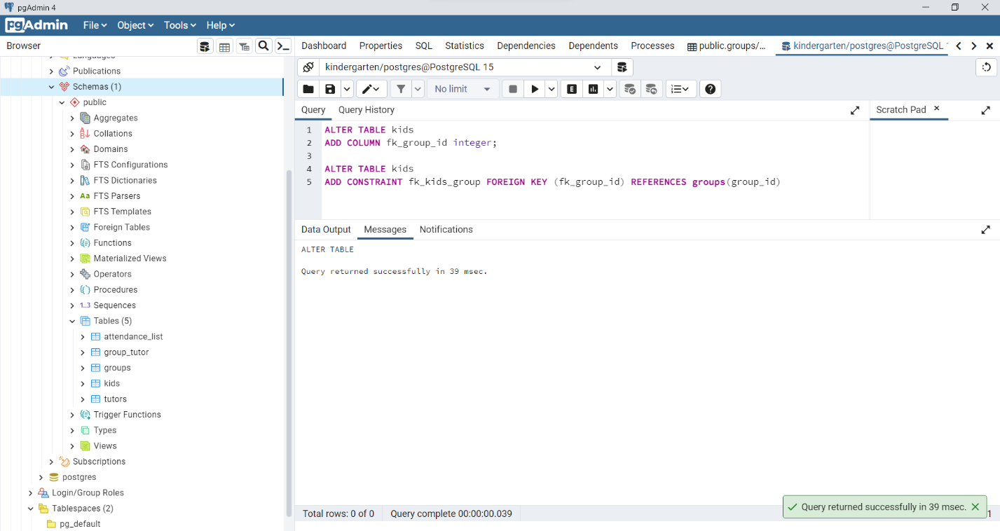 pgAdmin 4
pgAdmin File Object Tools Help
Browser
Dashboard Properties SQL Statistics Dependencies Dependents Processes public.groups/... kindergarten/postgres@PostgreSQL
Languages
Publications
Schemas (1)
public
Aggregates
Collations
Domains
FTS Configurations
FTS Dictionaries
FTS Parsers
FTS Templates
Foreign Tables
Functions
Materialized Views
Operators
Procedures
1..3 Sequences
Tables (5)
attendance_list
group_tutor
groups
kids
tutors
Trigger Functions
Types
Views
Subscriptions
postgres
Login/Group Roles
Tablespaces (2)
pg_default
kindergarten/postgres@PostgreSQL 15
No limit
Query Query History
Scratch Pad
1 ALTER TABLE kids
2 ADD COLUMN fk_group_id integer;
3
4 ALTER TABLE kids
5 ADD CONSTRAINT fk_kids_group FOREIGN KEY (fk_group_id) REFERENCES groups(group_id)
Data Output Messages Notifications
ALTER TABLE
Query returned successfully in 39 msec.
Total rows: 0 of 0 Query complete 00:00:00.039
Query returned successfully in 39 msec.